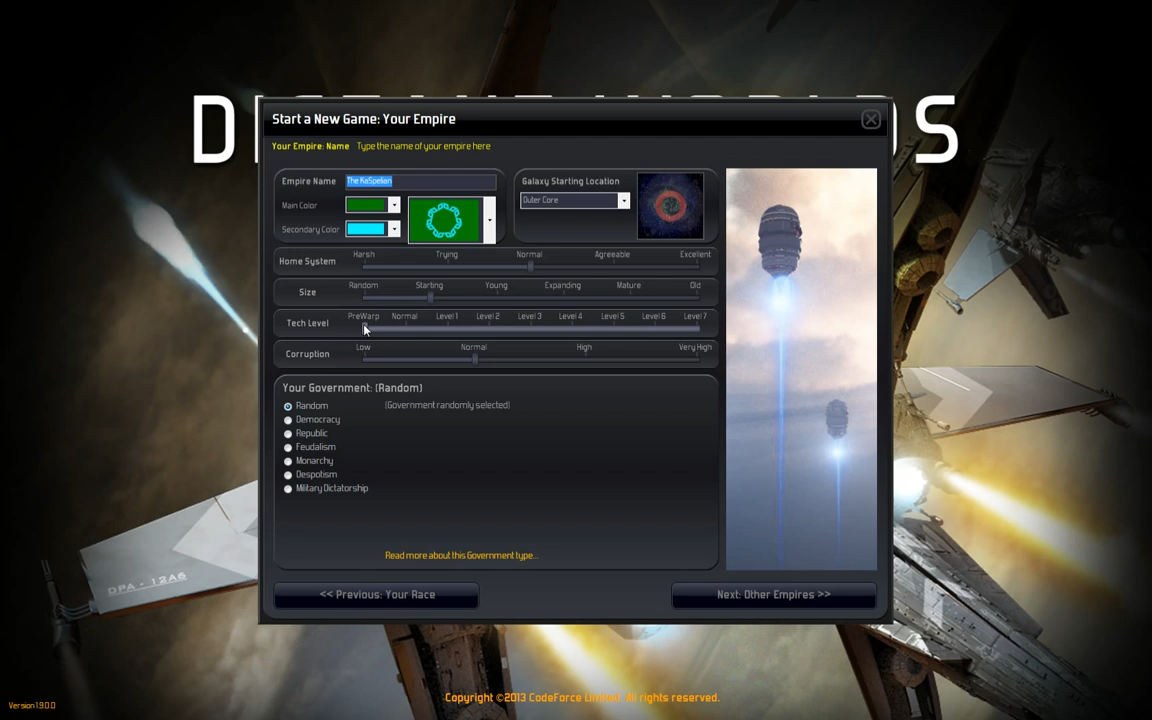 D S
Start a New Game: Your Empire
Your Empire: Name Type the name of your empire here
Empire Name The KaSpelian
Main Color
Secondary Color
Galaxy Starting Location
Outer Core
Home System Harsh Trying Normal Agreeable Excellent
Size Random Starting Young Expanding Mature Old
Tech Level PreWarp Normal Level 1 Level 2 Level 3 Level 4 Level 5 Level 6 Level 7
Corruption Low Normal High Very High
Your Government: (Random)
Random (Government randomly selected)
Democracy
Republic
Feudalism
Monarchy
Despotism
Military Dictatorship
Read more about this Government type...
<< Previous: Your Race Next: Other Empires >>
DPA - 12A6
Copyright ©2013 CodeForce Limited. All rights reserved.
Version 1.9.0.0